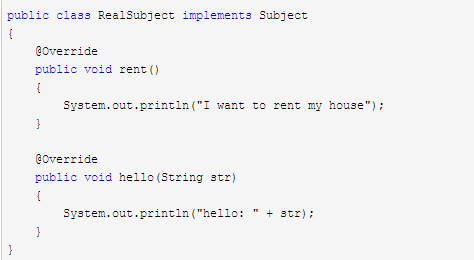 public class RealSubject implements Subject
{
    @Override
    public void rent()
    {
        System.out.println("I want to rent my house");
    }

    @Override
    public void hello(String str)
    {
        System.out.println("hello: " + str);
    }
}